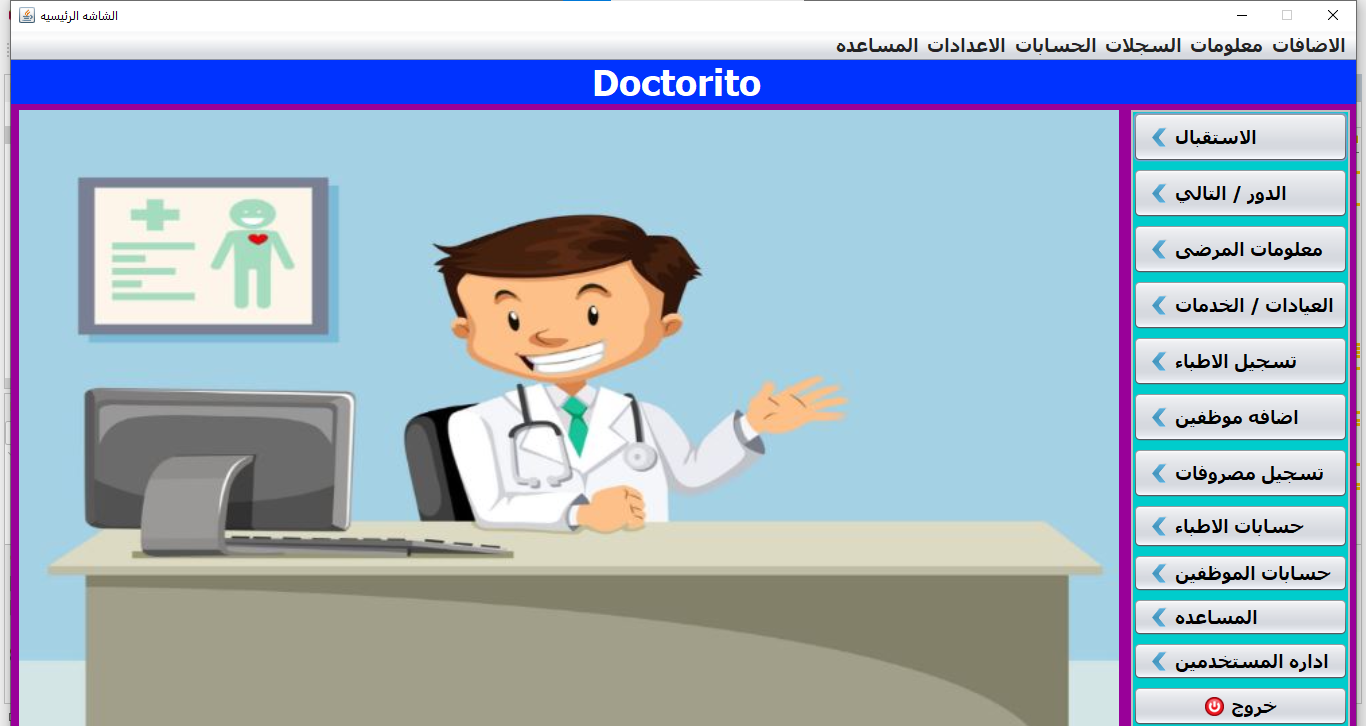 الشاشه الرئيسيه
الاضافات معلومات السجلات الحسابات الاعدادات المساعده
Doctorito
الاستقبال
الدور / التالي
معلومات المرضى
العيادات / الخدمات
تسجيل الاطباء
اضافه موظفين
تسجيل مصروفات
حسابات الاطباء
حسابات الموظفين
المساعده
اداره المستخدمين
خروج